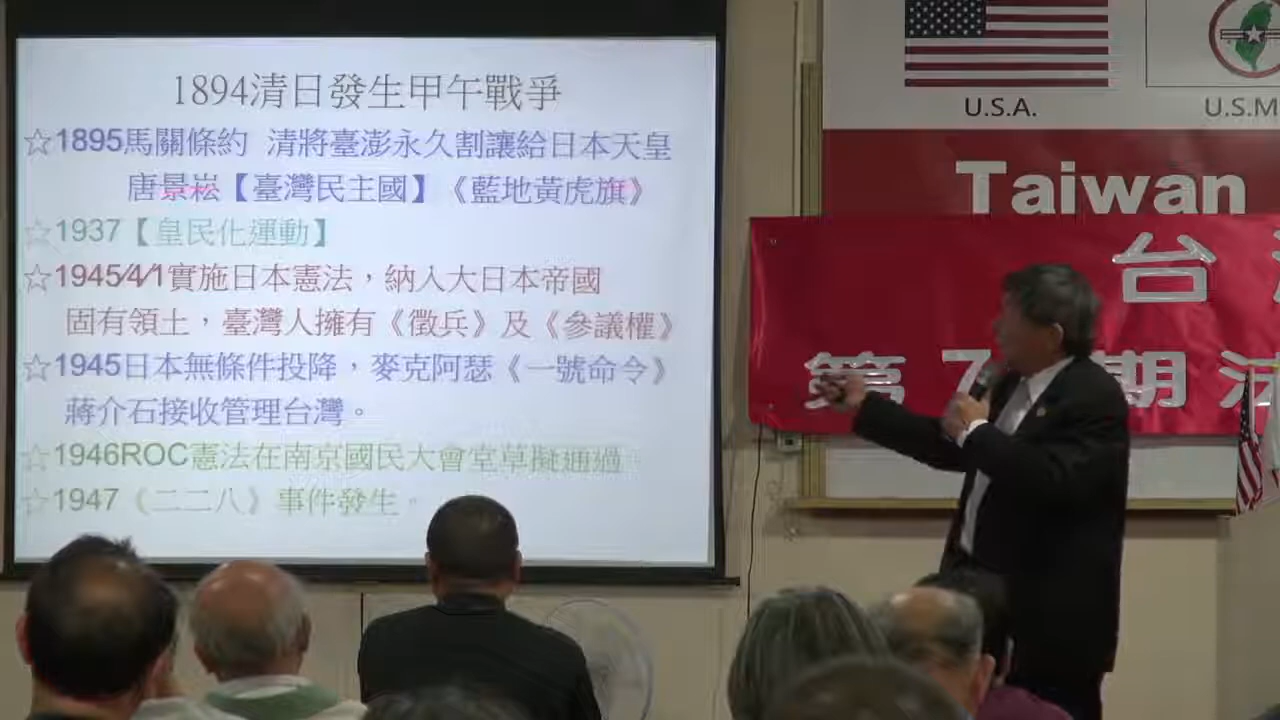 1894清日發生甲午戰爭
☆1895馬關條約 清將臺澎永久割讓給日本天皇
唐景崧【臺灣民主國】《藍地黃虎旗》
☆1937【皇民化運動】
☆1945/4/1實施日本憲法，納入大日本帝國
固有領土，臺灣人擁有《徵兵》及《參議權》
☆1945日本無條件投降，麥克阿瑟《一號命令》
蔣介石接收管理台灣。
☆1946ROC憲法在南京國民大會堂草擬通過
☆1947《二二八》事件發生。
U.S.A.
U.S.M
Taiwan
台
第7期